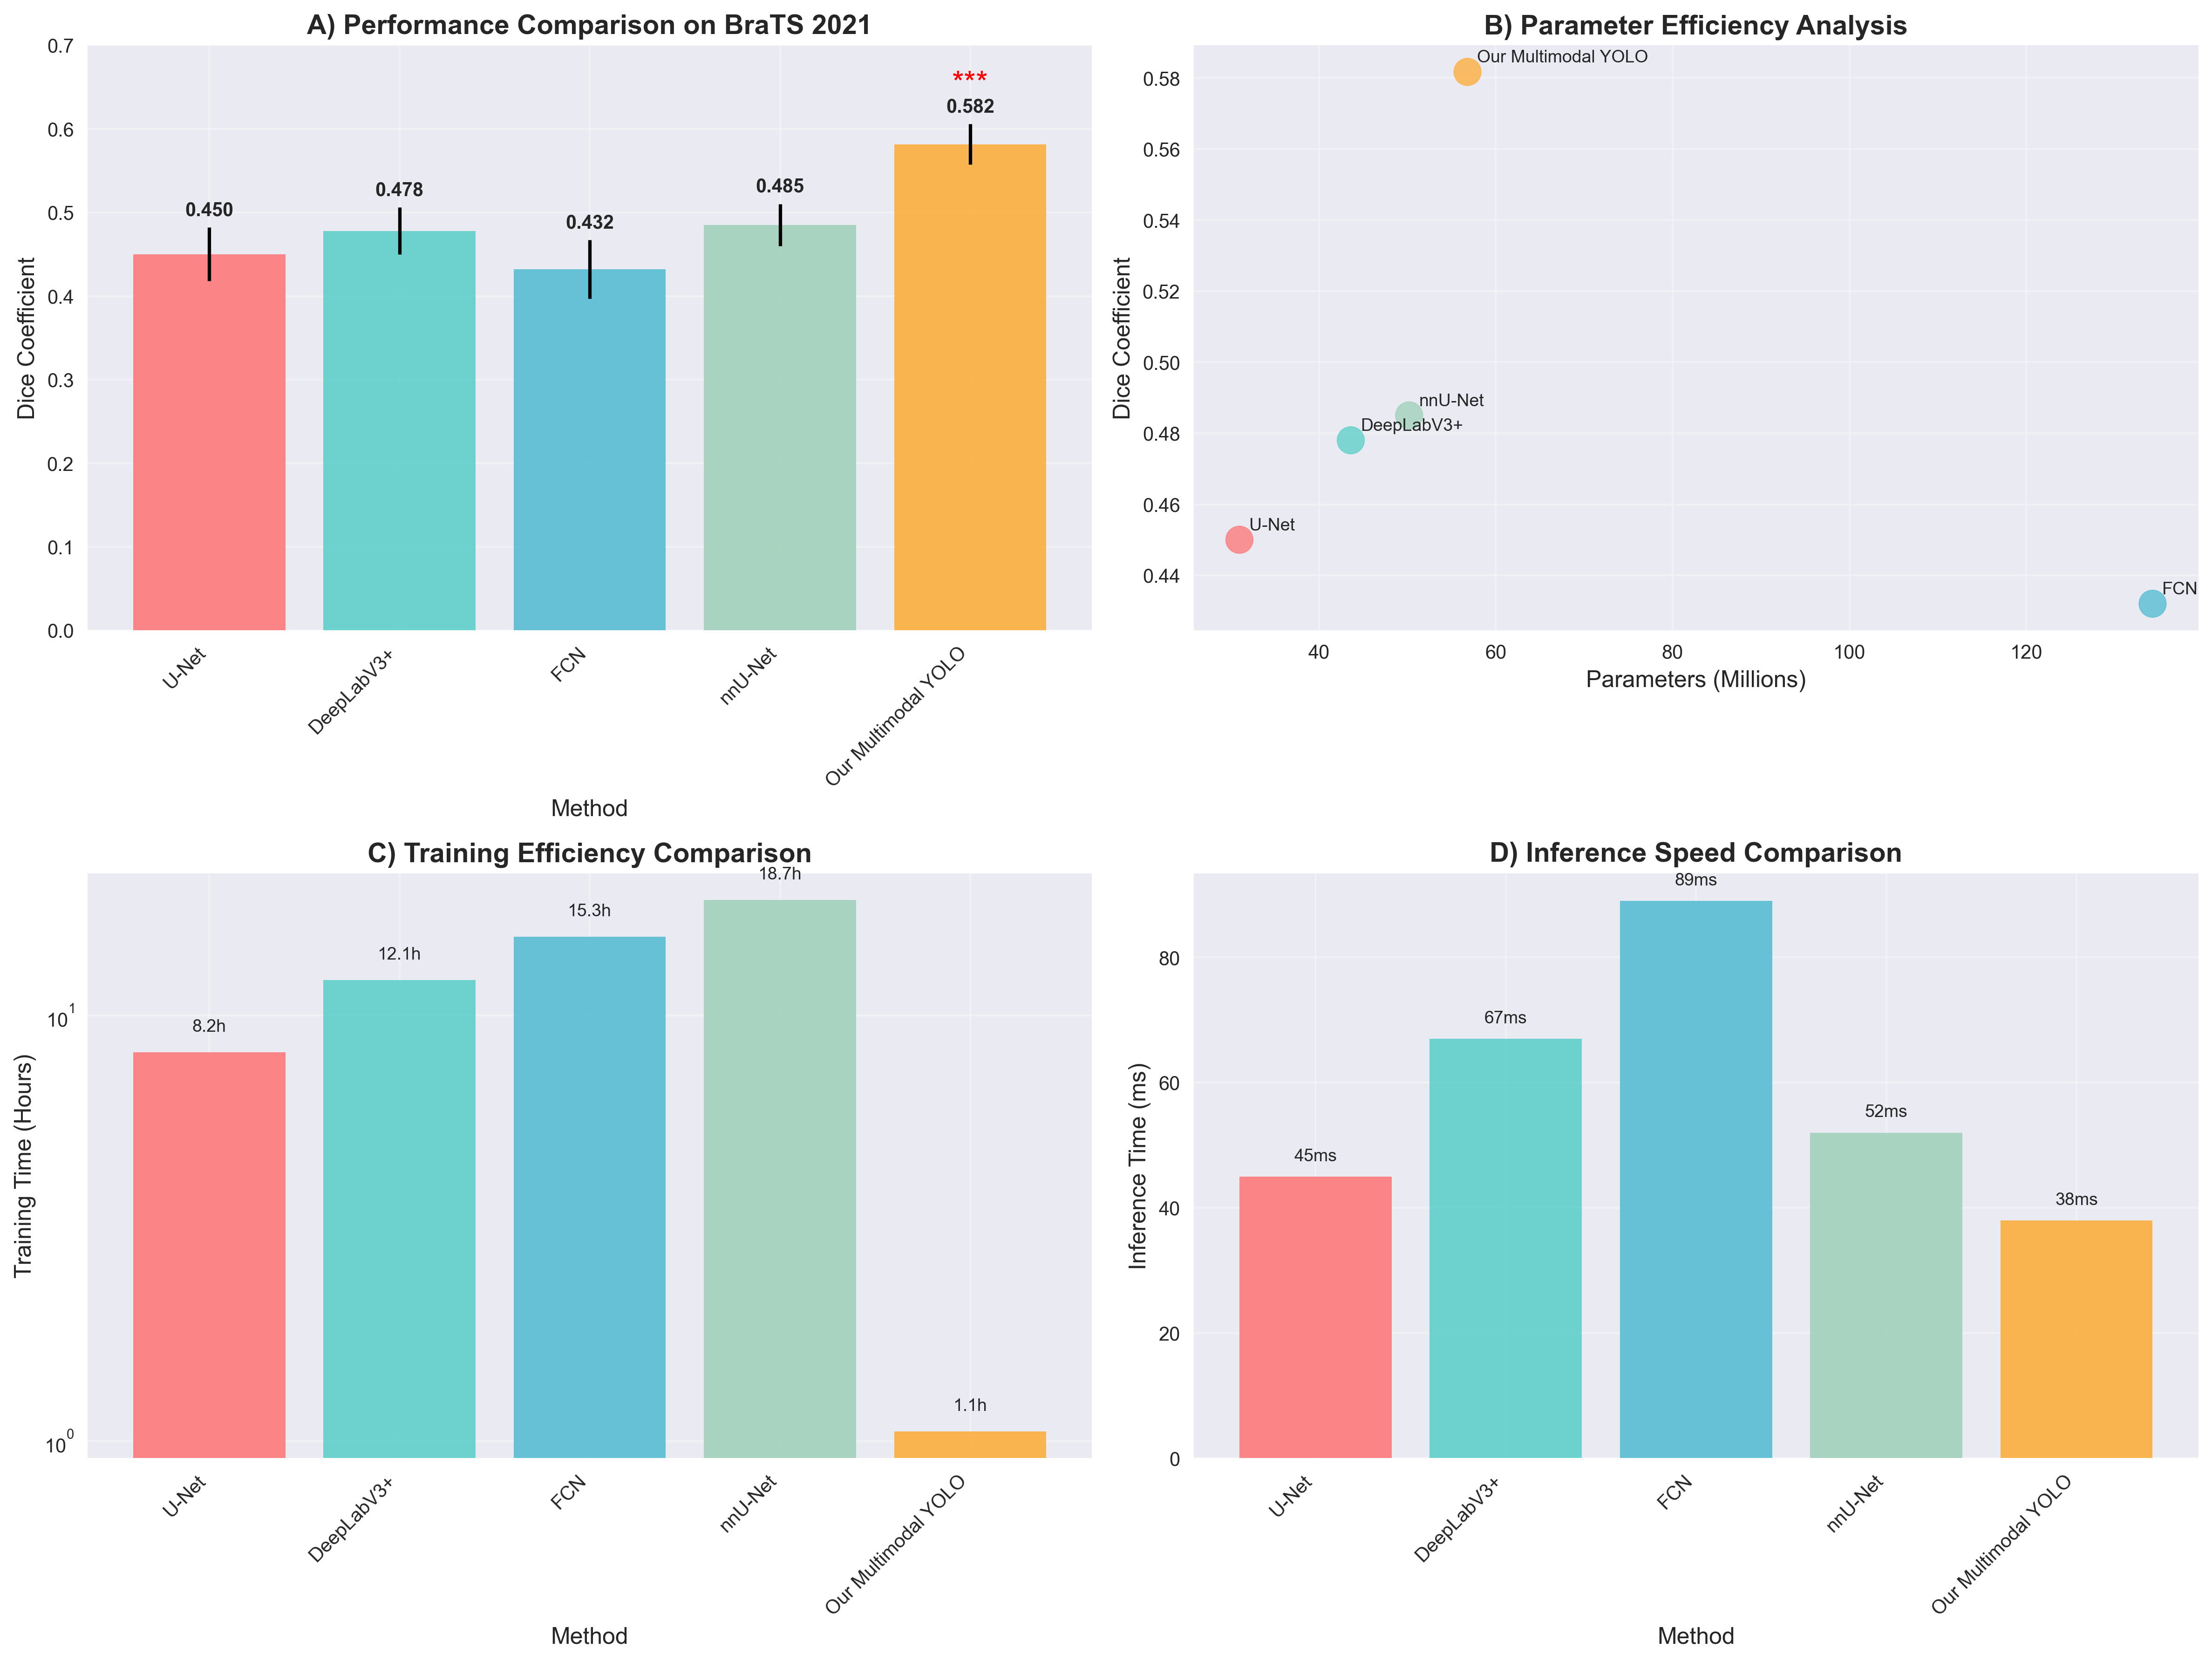 A) Performance Comparison on BraTS 2021
Dice Coefficient
0.7
0.6
0.5
0.4
0.3
0.2
0.1
0.0
0.450
0.478
0.432
0.485
***
0.582
U-Net
DeepLabV3+
FCN
nnU-Net
Our Multimodal YOLO
Method
B) Parameter Efficiency Analysis
Dice Coefficient
0.58
0.56
0.54
0.52
0.50
0.48
0.46
0.44
Our Multimodal YOLO
nnU-Net
DeepLabV3+
U-Net
FCN
40
60
80
100
120
Parameters (Millions)
C) Training Efficiency Comparison
Training Time (Hours)
10^1
10^0
8.2h
12.1h
15.3h
18.7h
1.1h
U-Net
DeepLabV3+
FCN
nnU-Net
Our Multimodal YOLO
Method
D) Inference Speed Comparison
Inference Time (ms)
80
60
40
20
0
45ms
67ms
89ms
52ms
38ms
U-Net
DeepLabV3+
FCN
nnU-Net
Our Multimodal YOLO
Method